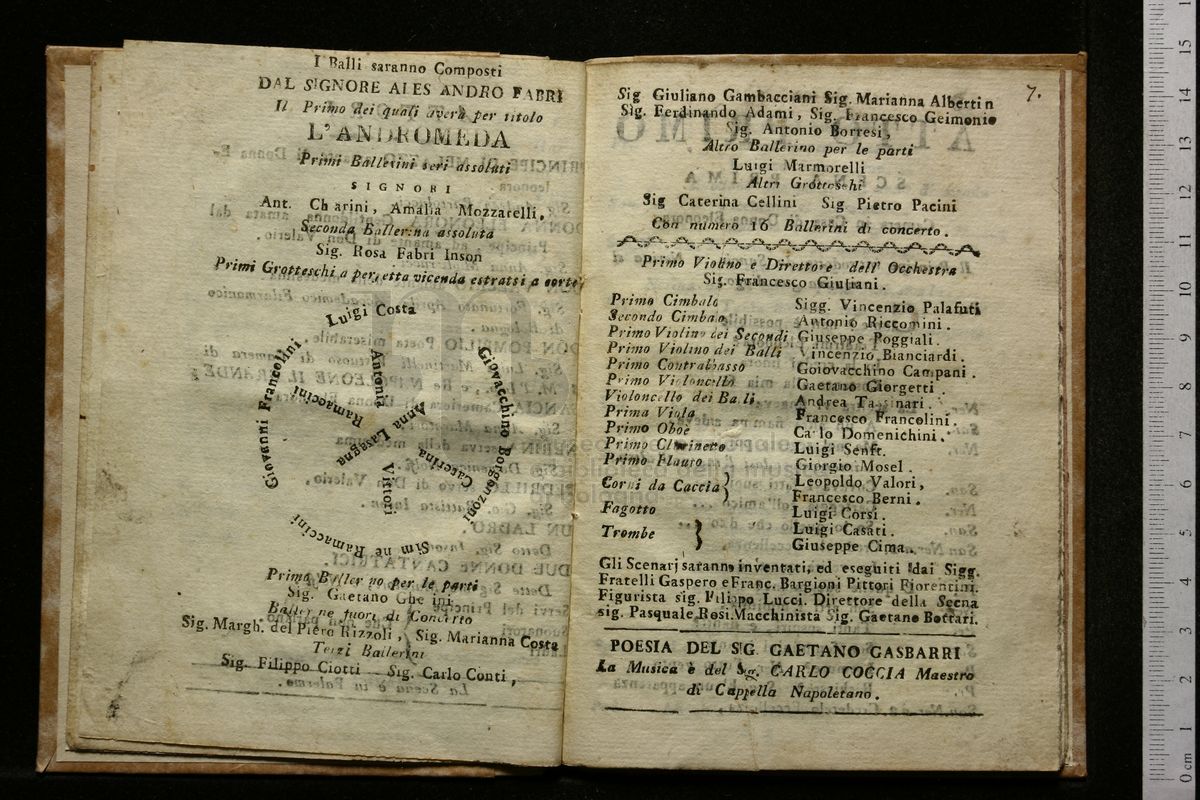 I Balli saranno Composti
DAL SIGNORE ALES ANDRO FABRI
Il Primo dei quali averà per titolo
L'ANDROMEDA
Primi Ballerini seri assoluti
SIGNORI
Ant. Charini, Amalia Mozzarelli,
Seconda Ballerina assoluta
Sig. Rosa Fabri Inson
Primi Grotteschi a perfetta vicenda estratsi a sorte
Luigi Costa
Giovanni Francolini.
Antonia
Vittori
Ramaccini
Anna Lasagna
Caterina
Giovacchino Borgonzoni
Sim ne Ramaccini
Primo Baller no per le parti
Sig. Gaetano Ghe ini
Baller ne fuori di Concerto
Sig. Margh. del Piero Rizzoli, Sig. Marianna Costa
Terzi Ballerini
Sig. Filippo Ciotti Sig. Carlo Conti,
7.
Sig Giuliano Gambacciani Sig. Marianna Albertin
Sig. Ferdinando Adami, Sig. Francesco Geimonio
Sig. Antonio Borresi,
Altro Ballerino per le parti
Luigi Marmorelli
Altri Grotteschi
Sig Caterina Cellini Sig Pietro Pacini
Con numero 16 Ballerini di concerto.
Primo Violino e Direttore dell' Occhestra
Sig. Francesco Giuliani.
Primo Cimbalo Sigg. Vincenzio Palafuti
Secondo Cimbalo Antonio Riccomini.
Primo Violino dei Secondi Giuseppe Poggiali.
Primo Violino dei Balli Vincenzio Bianciardi.
Primo Contrabbasso Goiovacchino Campani.
Primo Violoncello Gaetano Giorgetti
Violoncello dei Balli Andrea Tassinari.
Prima Viola Francesco Francolini.
Primo Oboè Carlo Domenichini.
Primo Clarinetto Luigi Senft.
Primo Flauto Giorgio Mosel.
Corni da Caccia } Leopoldo Valori,
Francesco Berni.
Fagotto Luigi Corsi.
Trombe } Luigi Casati.
Giuseppe Cima.
Gli Scenarj saranno inventati, ed eseguiti dai Sigg.
Fratelli Gaspero e Franc. Bargioni Pittori Fiorentini.
Figurista sig. Filippo Lucci. Direttore della Scena
sig. Pasquale Rosi. Macchinista Sig. Gaetano Bottari.
POESIA DEL SIG. GAETANO GASBARRI
La Musica è del Sig. CARLO COCCIA Maestro
di Cappella Napoletano.